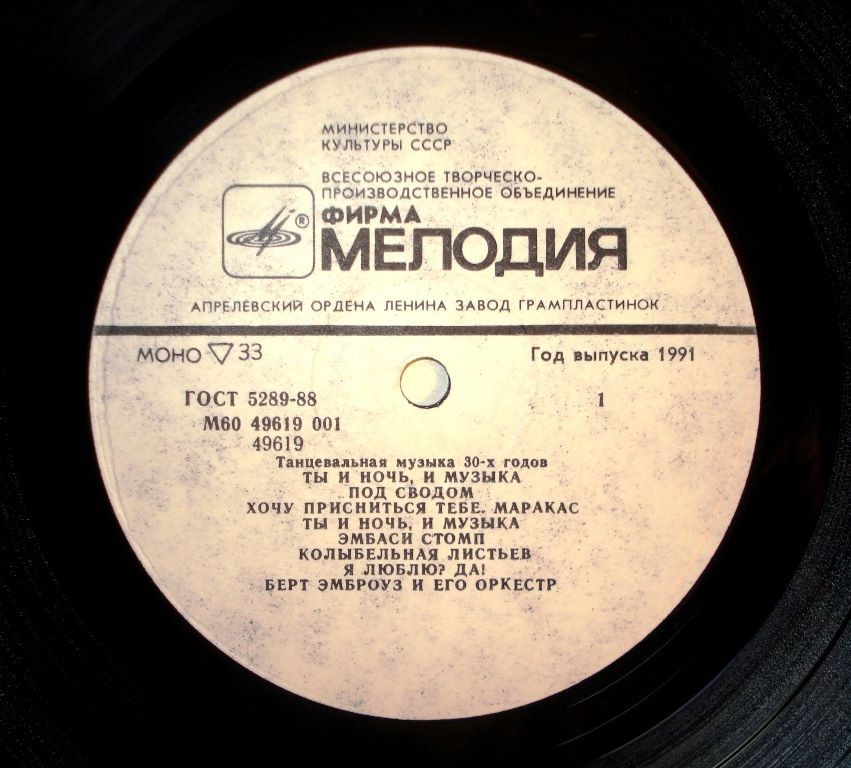 МИНИСТЕРСТВО
КУЛЬТУРЫ СССР
ВСЕСОЮЗНОЕ ТВОРЧЕСКО-
ПРОИЗВОДСТВЕННОЕ ОБЪЕДИНЕНИЕ
®
ФИРМА
МЕЛОДИЯ
АПРЕЛЕВСКИЙ ОРДЕНА ЛЕНИНА ЗАВОД ГРАМПЛАСТИНОК
МОНО ▽ 33
Год выпуска 1991
ГОСТ 5289-88
1
М60 49619 001
49619
Танцевальная музыка 30-х годов
ТЫ И НОЧЬ, И МУЗЫКА
ПОД СВОДОМ
ХОЧУ ПРИСНИТЬСЯ ТЕБЕ. МАРАКАС
ТЫ И НОЧЬ, И МУЗЫКА
ЭМБАСИ СТОМП
КОЛЫБЕЛЬНАЯ ЛИСТЬЕВ
Я ЛЮБЛЮ? ДА!
БЕРТ ЭМБРОУЗ И ЕГО ОРКЕСТР